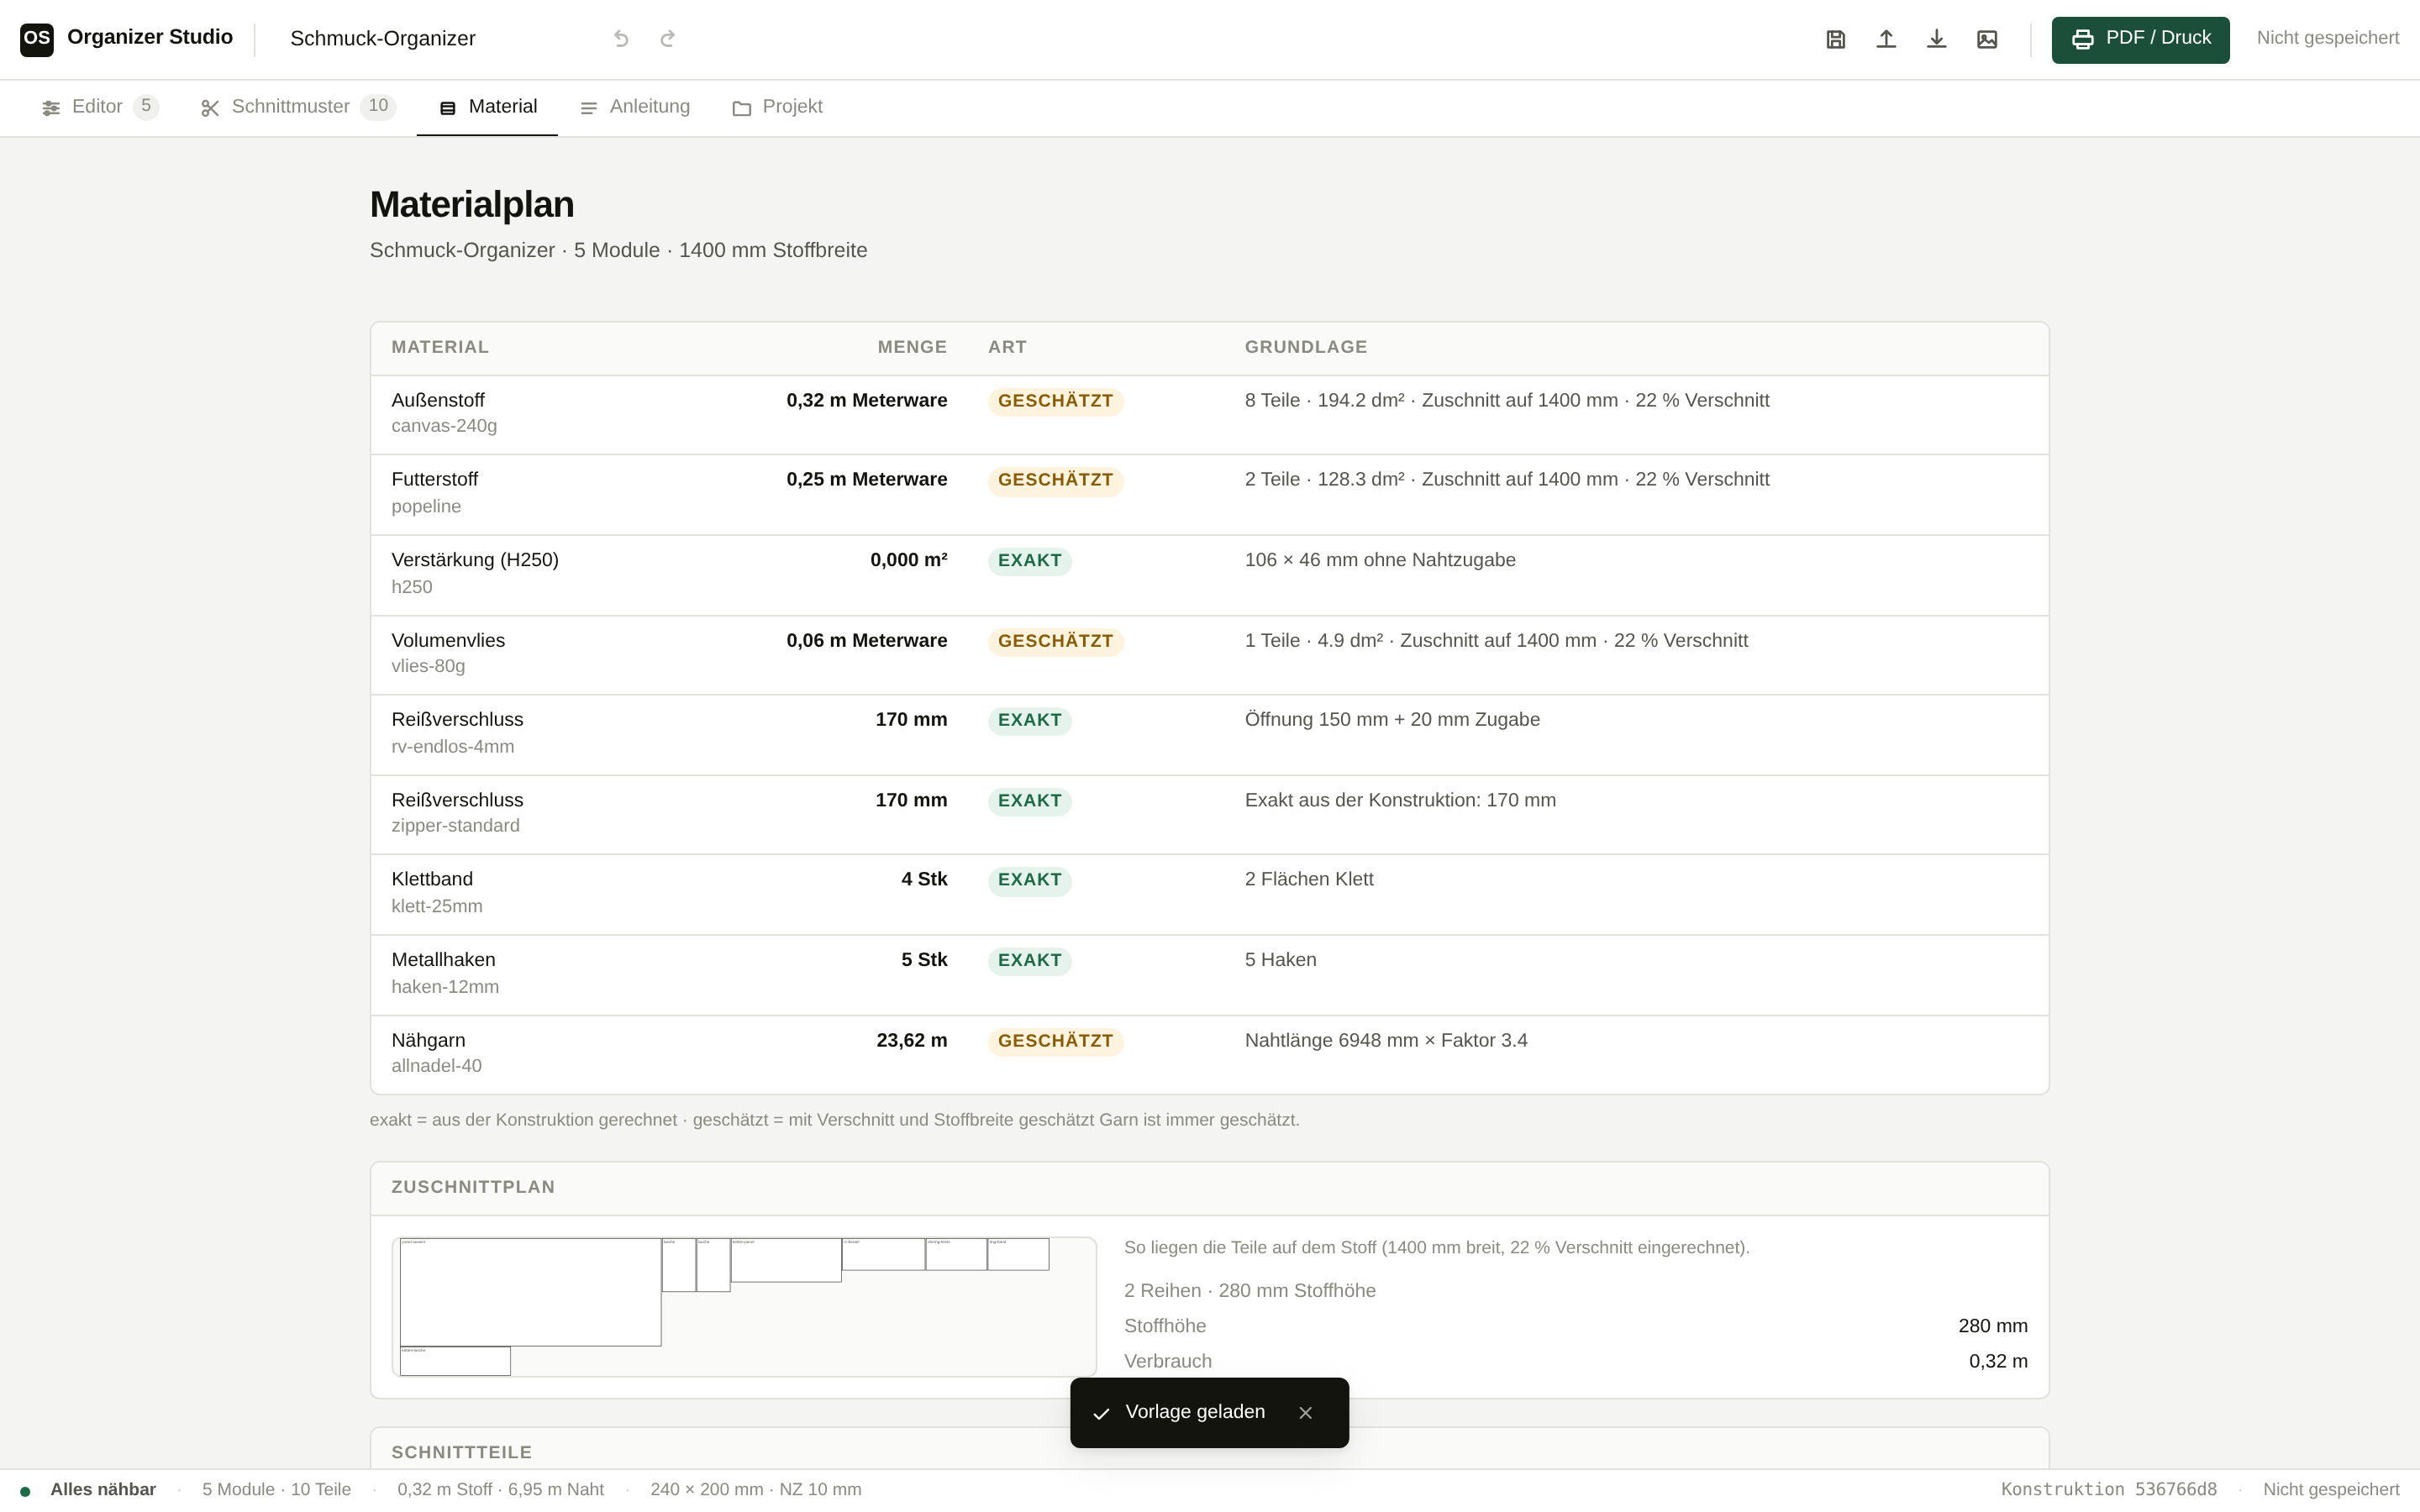 OS Organizer Studio
Schmuck-Organizer
PDF / Druck
Nicht gespeichert
Editor 5
Schnittmuster 10
Material
Anleitung
Projekt
Materialplan
Schmuck-Organizer · 5 Module · 1400 mm Stoffbreite
MATERIAL MENGE ART GRUNDLAGE
Außenstoff 0,32 m Meterware GESCHÄTZT 8 Teile · 194.2 dm² · Zuschnitt auf 1400 mm · 22 % Verschnitt
canvas-240g
Futterstoff 0,25 m Meterware GESCHÄTZT 2 Teile · 128.3 dm² · Zuschnitt auf 1400 mm · 22 % Verschnitt
popeline
Verstärkung (H250) 0,000 m² EXAKT 106 × 46 mm ohne Nahtzugabe
h250
Volumenvlies 0,06 m Meterware GESCHÄTZT 1 Teile · 4.9 dm² · Zuschnitt auf 1400 mm · 22 % Verschnitt
vlies-80g
Reißverschluss 170 mm EXAKT Öffnung 150 mm + 20 mm Zugabe
rv-endlos-4mm
Reißverschluss 170 mm EXAKT Exakt aus der Konstruktion: 170 mm
zipper-standard
Klettband 4 Stk EXAKT 2 Flächen Klett
klett-25mm
Metallhaken 5 Stk EXAKT 5 Haken
haken-12mm
Nähgarn 23,62 m GESCHÄTZT Nahtlänge 6948 mm × Faktor 3.4
allnadel-40
exakt = aus der Konstruktion gerechnet · geschätzt = mit Verschnitt und Stoffbreite geschätzt Garn ist immer geschätzt.
ZUSCHNITTPLAN
So liegen die Teile auf dem Stoff (1400 mm breit, 22 % Verschnitt eingerechnet).
2 Reihen · 280 mm Stoffhöhe
Stoffhöhe 280 mm
Verbrauch 0,32 m
Vorlage geladen
SCHNITTTEILE
Alles nähbar · 5 Module · 10 Teile · 0,32 m Stoff · 6,95 m Naht · 240 × 200 mm · NZ 10 mm
Konstruktion 536766d8 · Nicht gespeichert